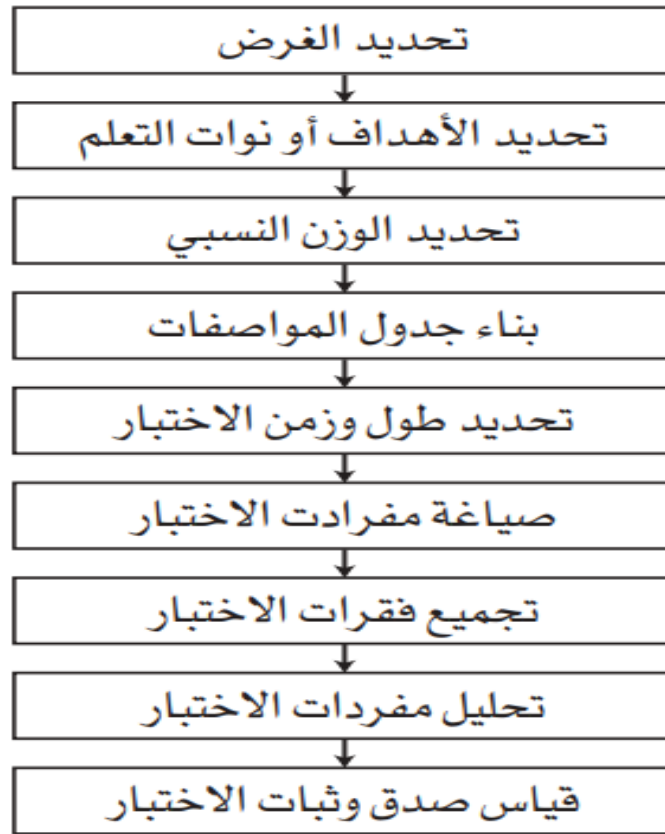 تحديد الغرض
تحديد الأهداف أو نوات التعلم
تحديد الوزن النسبي
بناء جدول المواصفات
تحديد طول وزمن الاختبار
صياغة مفرادت الاختبار
تجميع فقرات الاختبار
تحليل مفردات الاختبار
قياس صدق وثبات الاختبار